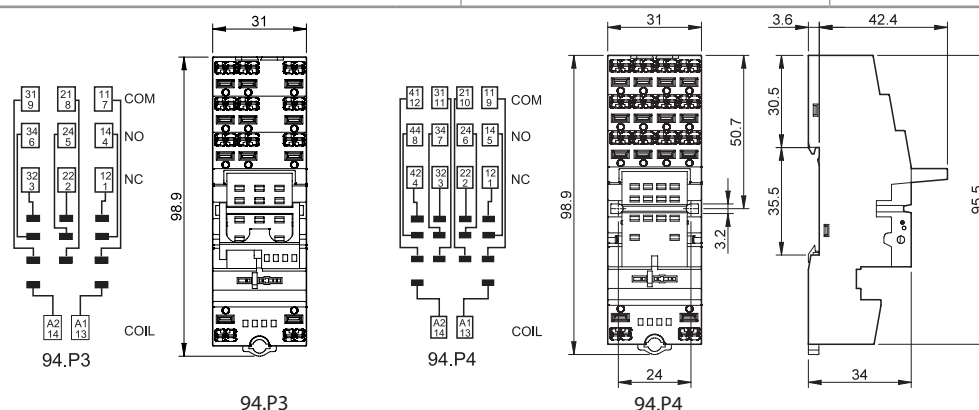 31
98.9
31 21 11 COM
9 8 7
34 24 14 NO
6 5 4
32 22 12 NC
3 2 1
A2 A1 COIL
14 13
94.P3
94.P3
41 31 21 11 COM
12 11 10 9
44 34 24 14 NO
8 7 6 5
42 32 22 12 NC
4 3 2 1
A2 A1 COIL
14 13
94.P4
31
98.9
50.7
3.2
24
94.P4
3.6
42.4
30.5
35.5
95.5
34